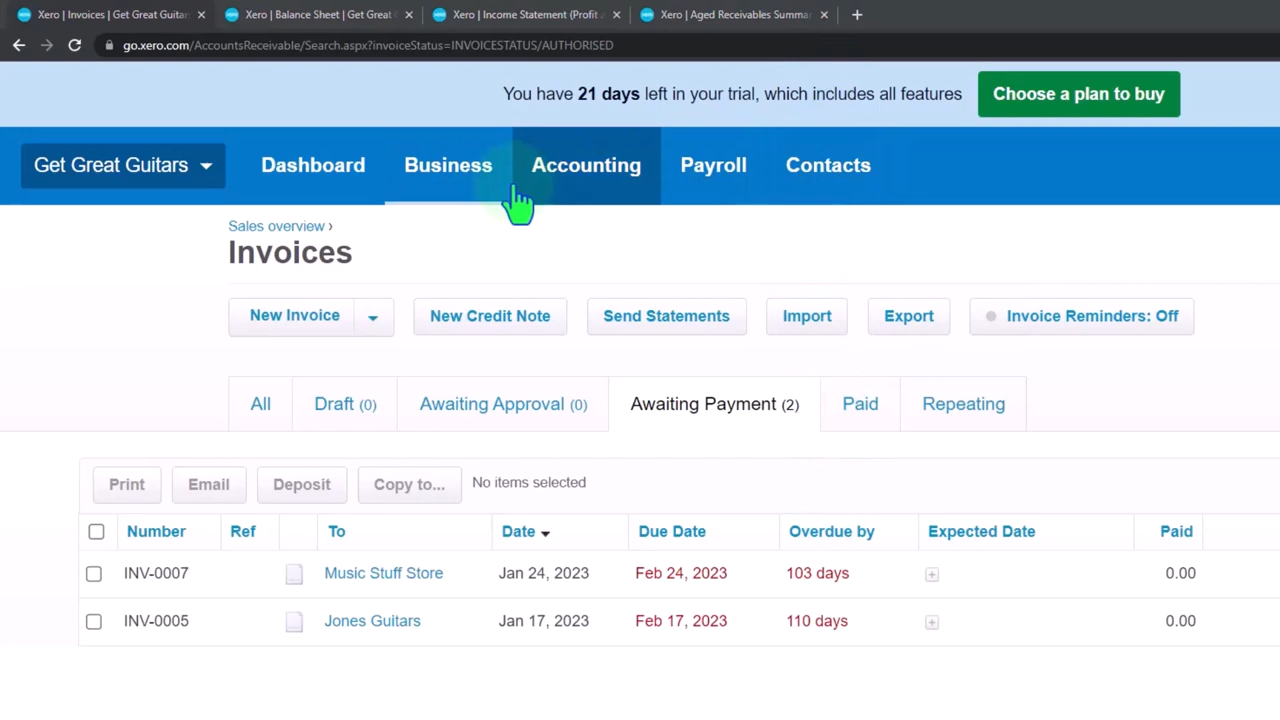 Xero | Invoices | Get Great Guitar
Xero | Balance Sheet | Get Great
Xero | Income Statement (Profit
Xero | Aged Receivables Summa
go.xero.com/AccountsReceivable/Search.aspx?invoiceStatus=INVOICESTATUS/AUTHORISED
You have 21 days left in your trial, which includes all features
Choose a plan to buy
Get Great Guitars
Dashboard
Business
Accounting
Payroll
Contacts
Sales overview ›
Invoices
New Invoice
New Credit Note
Send Statements
Import
Export
Invoice Reminders: Off
All
Draft (0)
Awaiting Approval (0)
Awaiting Payment (2)
Paid
Repeating
Print
Email
Deposit
Copy to...
No items selected
Number Ref To Date Due Date Overdue by Expected Date Paid
INV-0007 Music Stuff Store Jan 24, 2023 Feb 24, 2023 103 days 0.00
INV-0005 Jones Guitars Jan 17, 2023 Feb 17, 2023 110 days 0.00